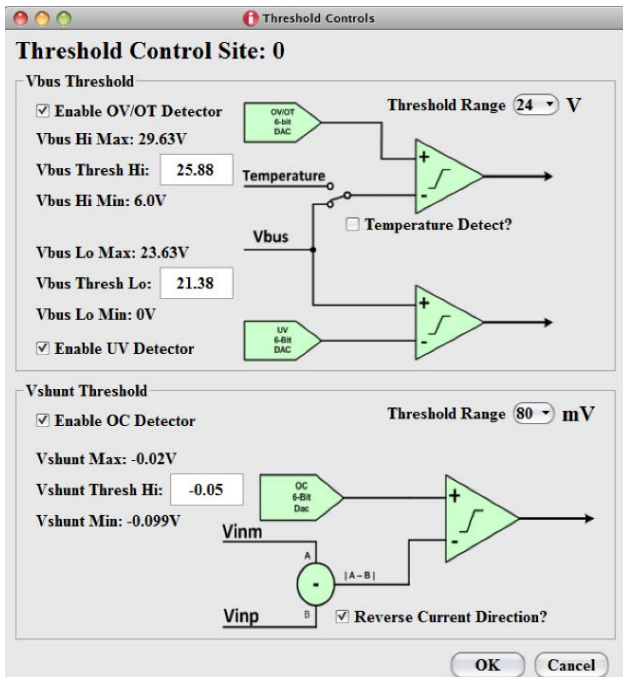 Threshold Controls
Threshold Control Site: 0
Vbus Threshold
Enable OV/OT Detector
OV/OT
6-bit
DAC
Threshold Range 24 V
Vbus Hi Max: 29.63V
+
Vbus Thresh Hi: 25.88
Temperature
-
Vbus Hi Min: 6.0V
Temperature Detect?
Vbus
Vbus Lo Max: 23.63V
Vbus Thresh Lo: 21.38
+
Vbus Lo Min: 0V
UV
6-Bit
DAC
-
Enable UV Detector
Vshunt Threshold
Enable OC Detector
Threshold Range 80 mV
Vshunt Max: -0.02V
Vshunt Thresh Hi: -0.05
OC
6-Bit
Dac
+
Vshunt Min: -0.099V
Vinm
-
A
-
|A-B|
B
Vinp
Reverse Current Direction?
OK
Cancel